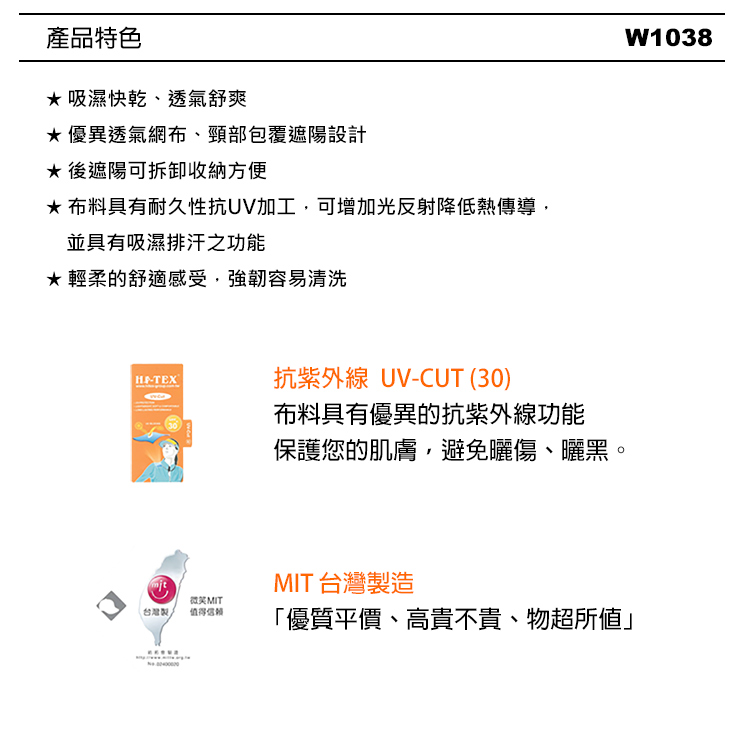 產品特色
W1038
★ 吸濕快乾、透氣舒爽
★ 優異透氣網布、頸部包覆遮陽設計
★ 後遮陽可拆卸收納方便
★ 布料具有耐久性抗UV加工，可增加光反射降低熱傳導，
並具有吸濕排汗之功能
★ 輕柔的舒適感受，強韌容易清洗
HI-TEX
UV-Cut
30
抗紫外線 UV-CUT (30)
布料具有優異的抗紫外線功能
保護您的肌膚，避免曬傷、曬黑。
mit
台灣製
微笑MIT
值得信賴
MIT 台灣製造
「優質平價、高貴不貴、物超所值」